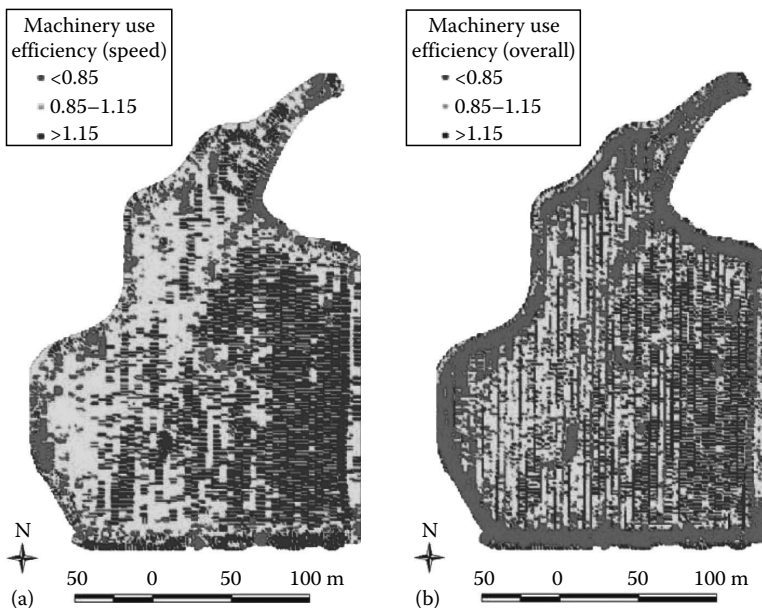 Machinery use
efficiency (speed)
<0.85
0.85–1.15
>1.15
N
50 0 50 100 m
(a)
Machinery use
efficiency (overall)
<0.85
0.85–1.15
>1.15
N
50 0 50 100 m
(b)